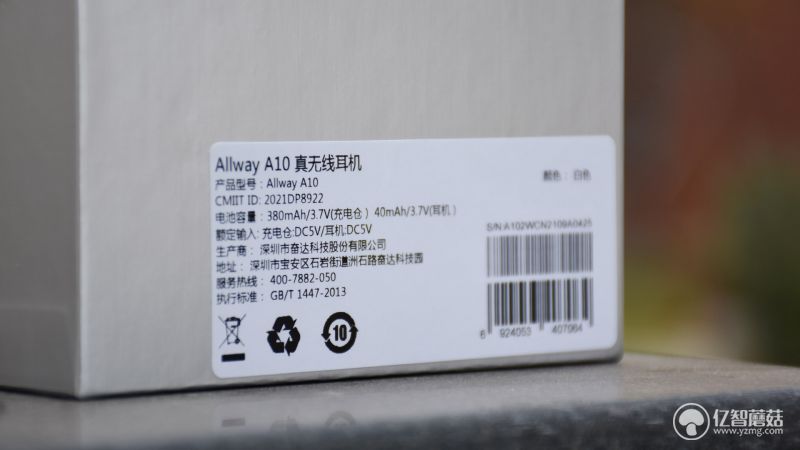 Allway A10 真无线耳机
产品型号：Allway A10
颜色：白色
CMIIT ID: 2021DP8922
电池容量：380mAh/3.7V(充电仓) 40mAh/3.7V(耳机)
额定输入: 充电仓:DC5V/耳机:DC5V
生产商：深圳市奋达科技股份有限公司
地址：深圳市宝安区石岩街道洲石路奋达科技园
服务热线：400-7882-050
执行标准：GB/T 1447-2013
S/N:A102WCN2109A0425
10
6 924053 407064
亿智蘑菇
www.yzmg.com